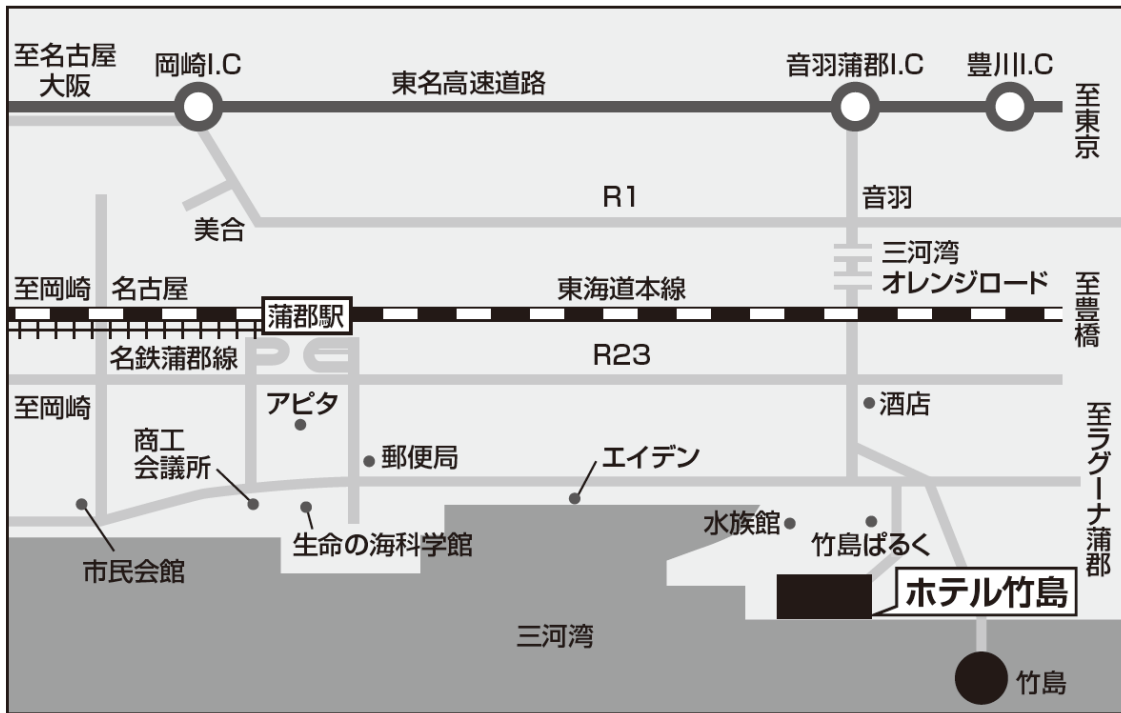 至名古屋
大阪
岡崎I.C
東名高速道路
音羽蒲郡I.C
豊川I.C
至東京
R1
音羽
美合
三河湾
オレンジロード
至岡崎
名古屋
東海道本線
至豊橋
蒲郡駅
名鉄蒲郡線
R23
至岡崎
アピタ
酒店
至ラグーナ蒲郡
商工
会議所
郵便局
エイデン
水族館
竹島ぱるく
生命の海科学館
市民会館
ホテル竹島
三河湾
竹島